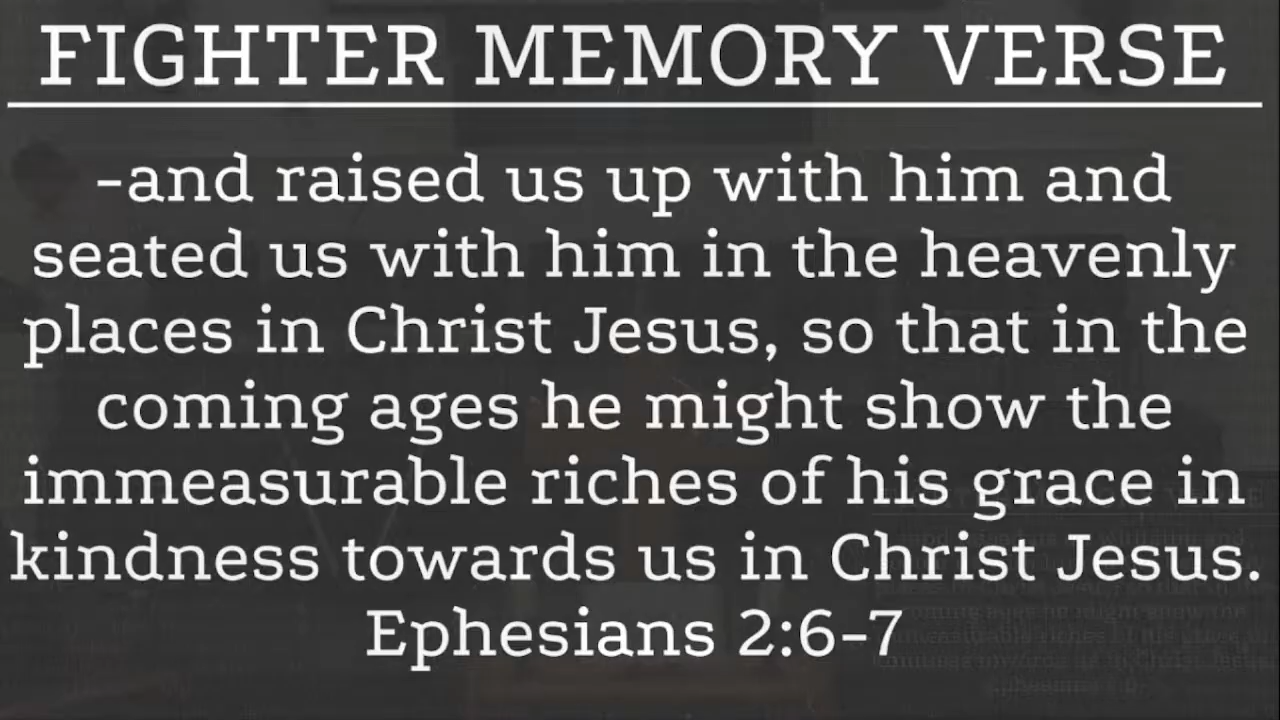 FIGHTER MEMORY VERSE
-and raised us up with him and
seated us with him in the heavenly
places in Christ Jesus, so that in the
coming ages he might show the
immeasurable riches of his grace in
kindness towards us in Christ Jesus.
Ephesians 2:6-7